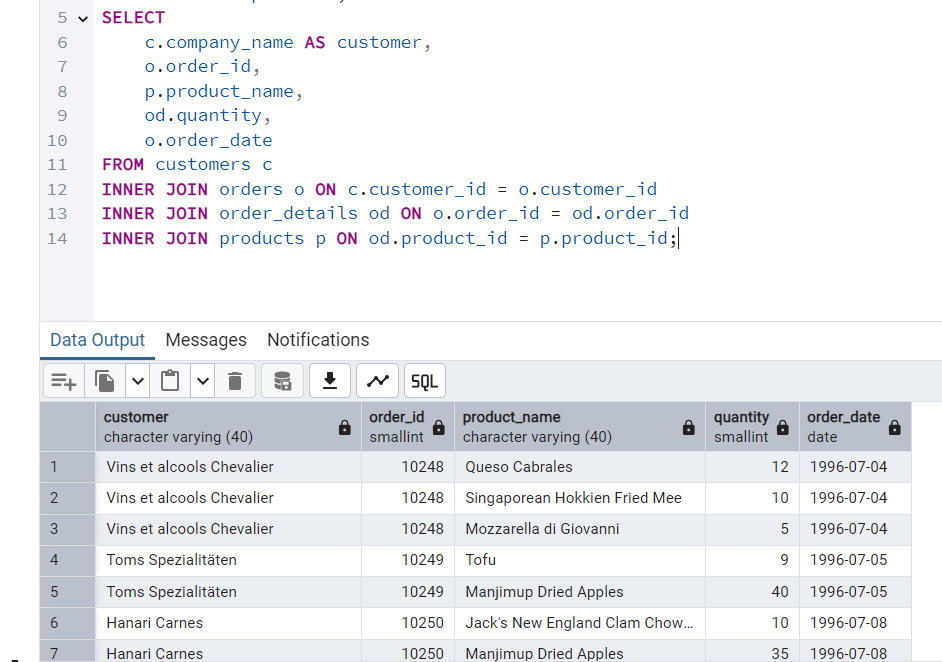 5 SELECT
6 c.company_name AS customer,
7 o.order_id,
8 p.product_name,
9 od.quantity,
10 o.order_date
11 FROM customers c
12 INNER JOIN orders o ON c.customer_id = o.customer_id
13 INNER JOIN order_details od ON o.order_id = od.order_id
14 INNER JOIN products p ON od.product_id = p.product_id;
Data Output Messages Notifications
SQL
customer order_id product_name quantity order_date
character varying (40) smallint character varying (40) smallint date
1 Vins et alcools Chevalier 10248 Queso Cabrales 12 1996-07-04
2 Vins et alcools Chevalier 10248 Singaporean Hokkien Fried Mee 10 1996-07-04
3 Vins et alcools Chevalier 10248 Mozzarella di Giovanni 5 1996-07-04
4 Toms Spezialitäten 10249 Tofu 9 1996-07-05
5 Toms Spezialitäten 10249 Manjimup Dried Apples 40 1996-07-05
6 Hanari Carnes 10250 Jack's New England Clam Chow… 10 1996-07-08
7 Hanari Carnes 10250 Manjimup Dried Apples 35 1996-07-08